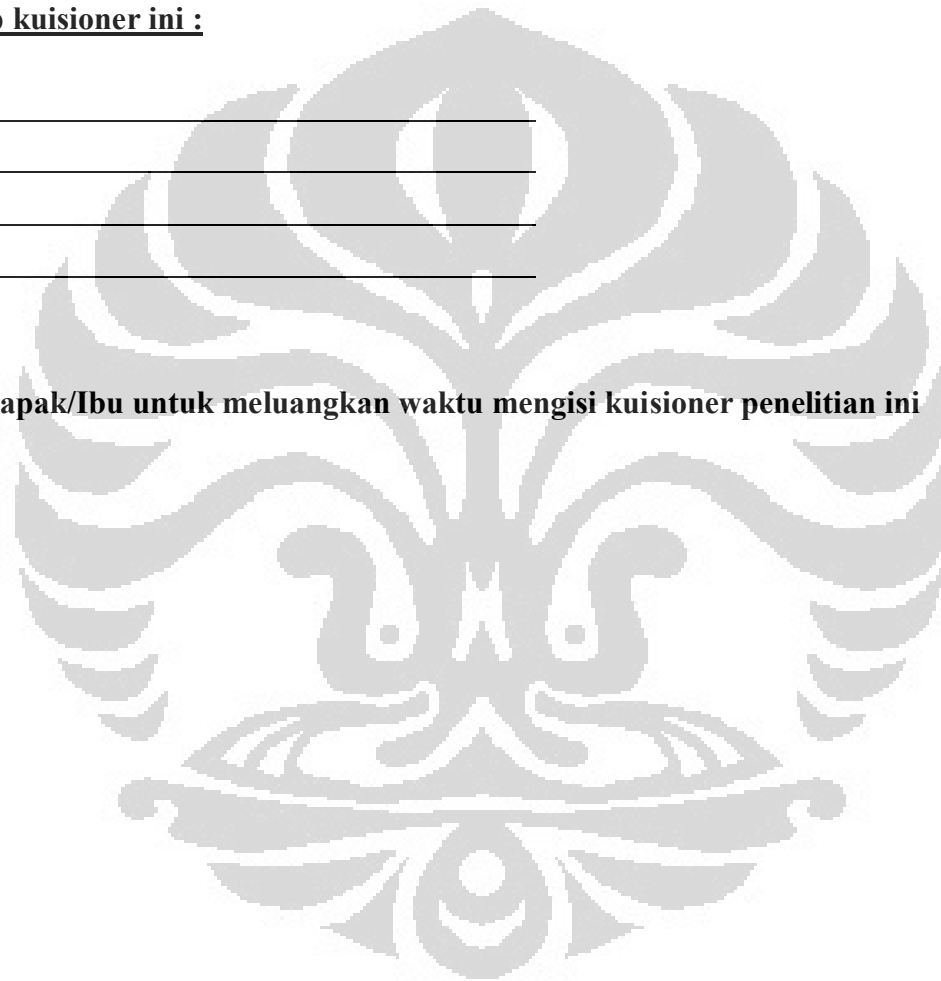 kuisioner ini :
apak/Ibu untuk meluangkan waktu mengisi kuisioner penelitian ini